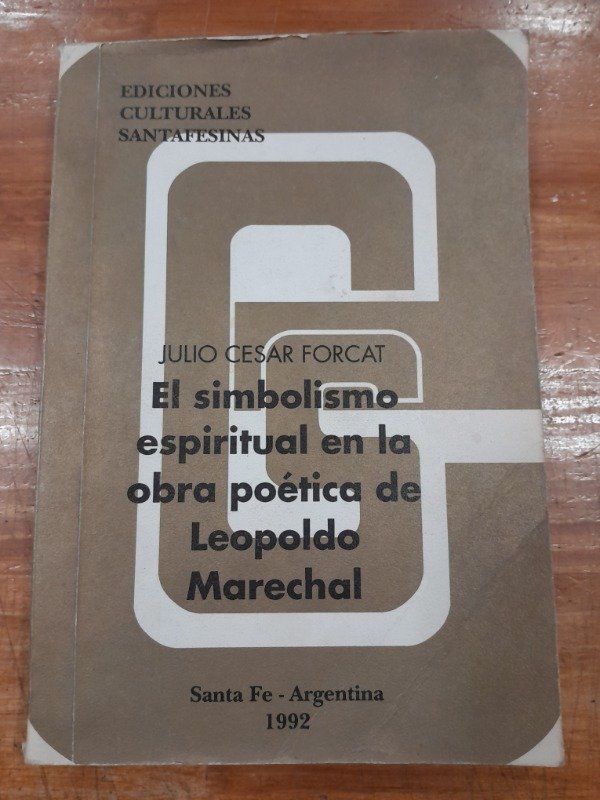 EDICIONES
CULTURALES
SANTAFESINAS
JULIO CESAR FORCAT
El simbolismo
espiritual en la
obra poética de
Leopoldo
Marechal
Santa Fe - Argentina
1992